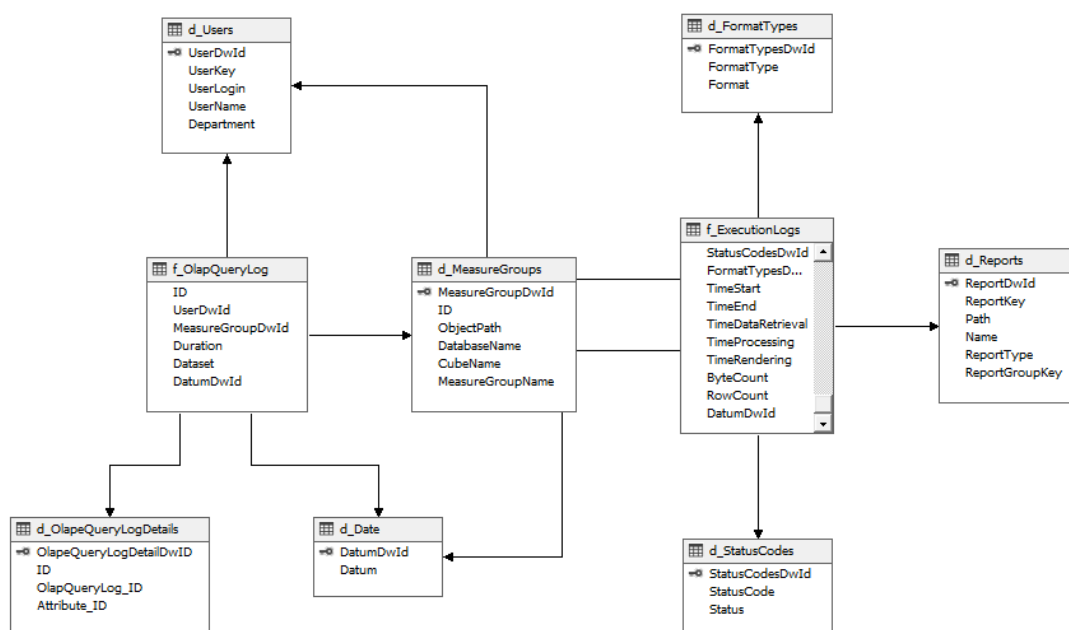 d_Users
UserDwId
UserKey
UserLogin
UserName
Department
d_FormatTypes
FormatTypesDwId
FormatType
Format
f_OlapQueryLog
ID
UserDwId
MeasureGroupDwId
Duration
Dataset
DatumDwId
d_MeasureGroups
MeasureGroupDwId
ID
ObjectPath
DatabaseName
CubeName
MeasureGroupName
f_ExecutionLogs
StatusCodesDwId
FormatTypesD...
TimeStart
TimeEnd
TimeDataRetrieval
TimeProcessing
TimeRendering
ByteCount
RowCount
DatumDwId
d_Reports
ReportDwId
ReportKey
Path
Name
ReportType
ReportGroupKey
d_OlapeQueryLogDetails
OlapeQueryLogDetailDwID
ID
OlapQueryLog_ID
Attribute_ID
d_Date
DatumDwId
Datum
d_StatusCodes
StatusCodesDwId
StatusCode
Status